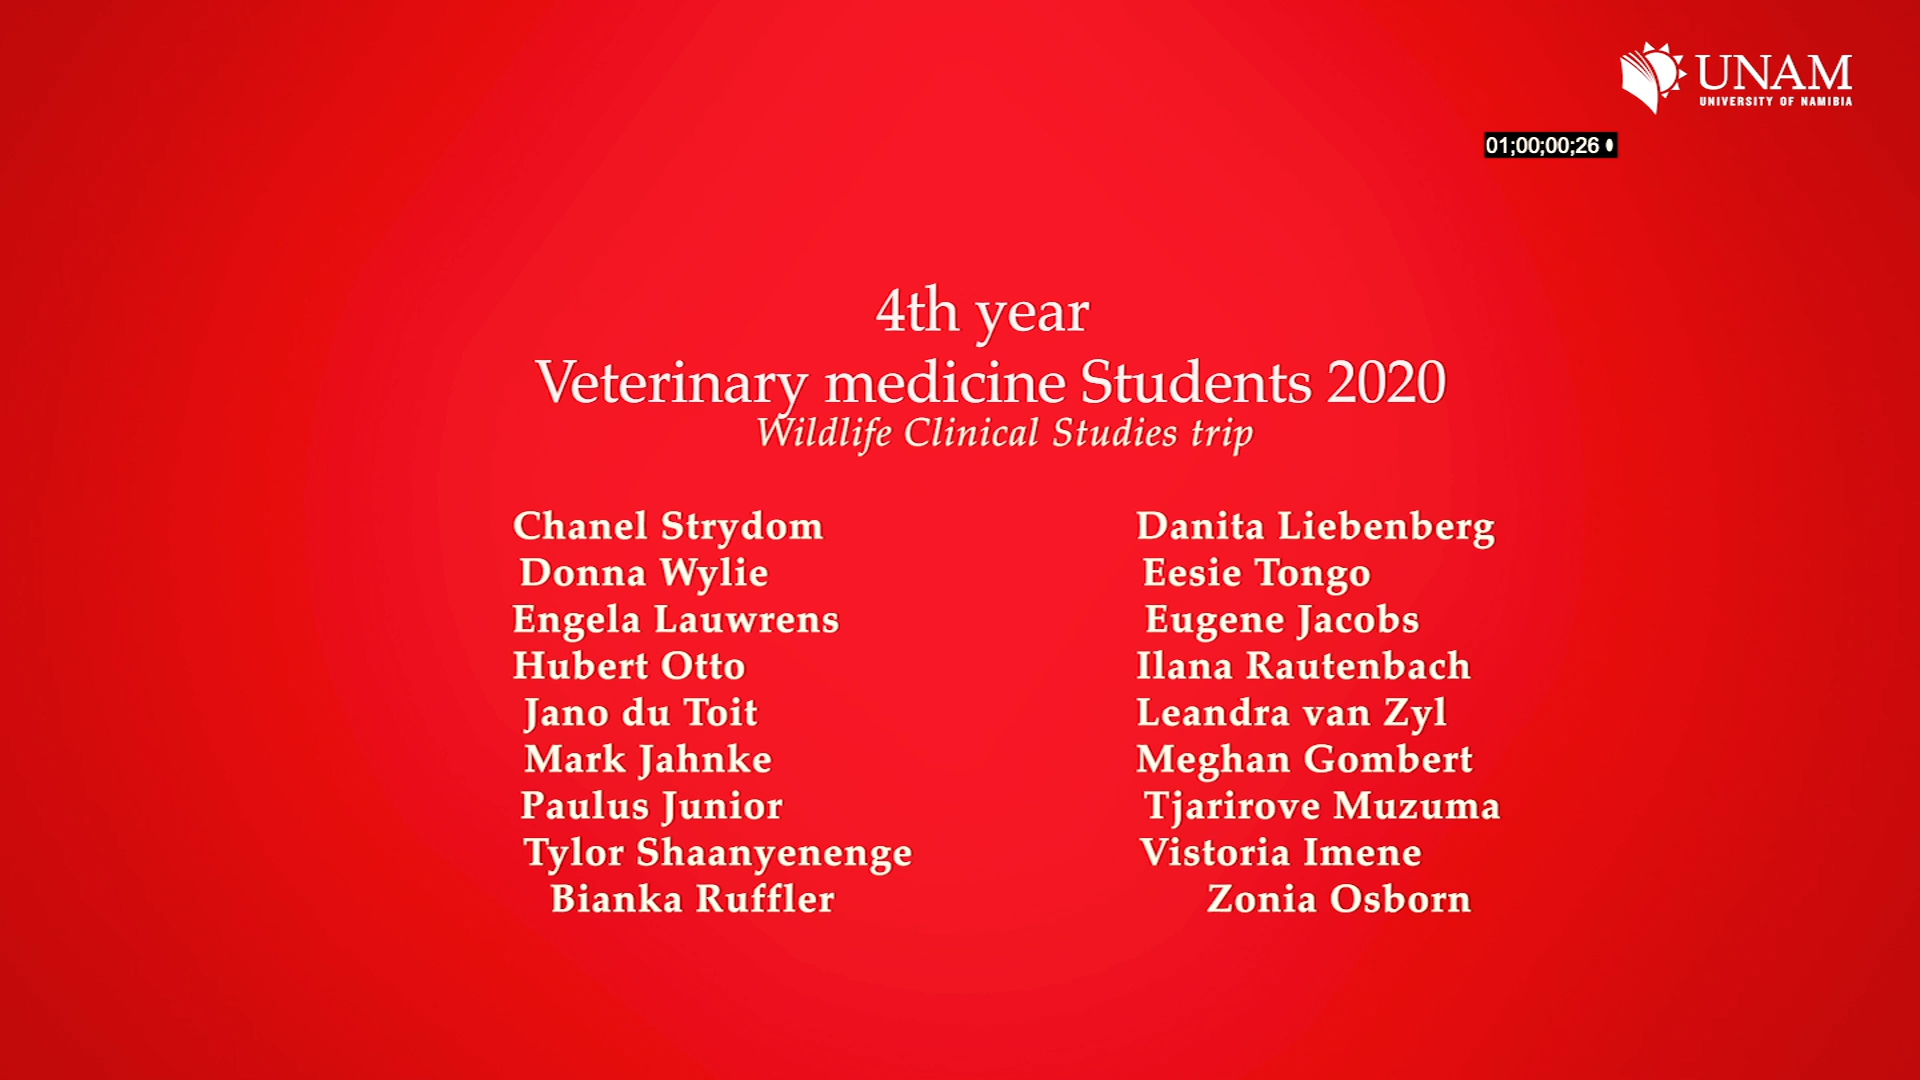 UNAM
UNIVERSITY OF NAMIBIA
01;00;00;26
4th year
Veterinary medicine Students 2020
Wildlife Clinical Studies trip
Chanel Strydom
Donna Wylie
Engela Lauwrens
Hubert Otto
Jano du Toit
Mark Jahnke
Paulus Junior
Tylor Shaanyenenge
Bianka Ruffler
Danita Liebenberg
Eesie Tongo
Eugene Jacobs
Ilana Rautenbach
Leandra van Zyl
Meghan Gombert
Tjarirove Muzuma
Vistoria Imene
Zonia Osborn